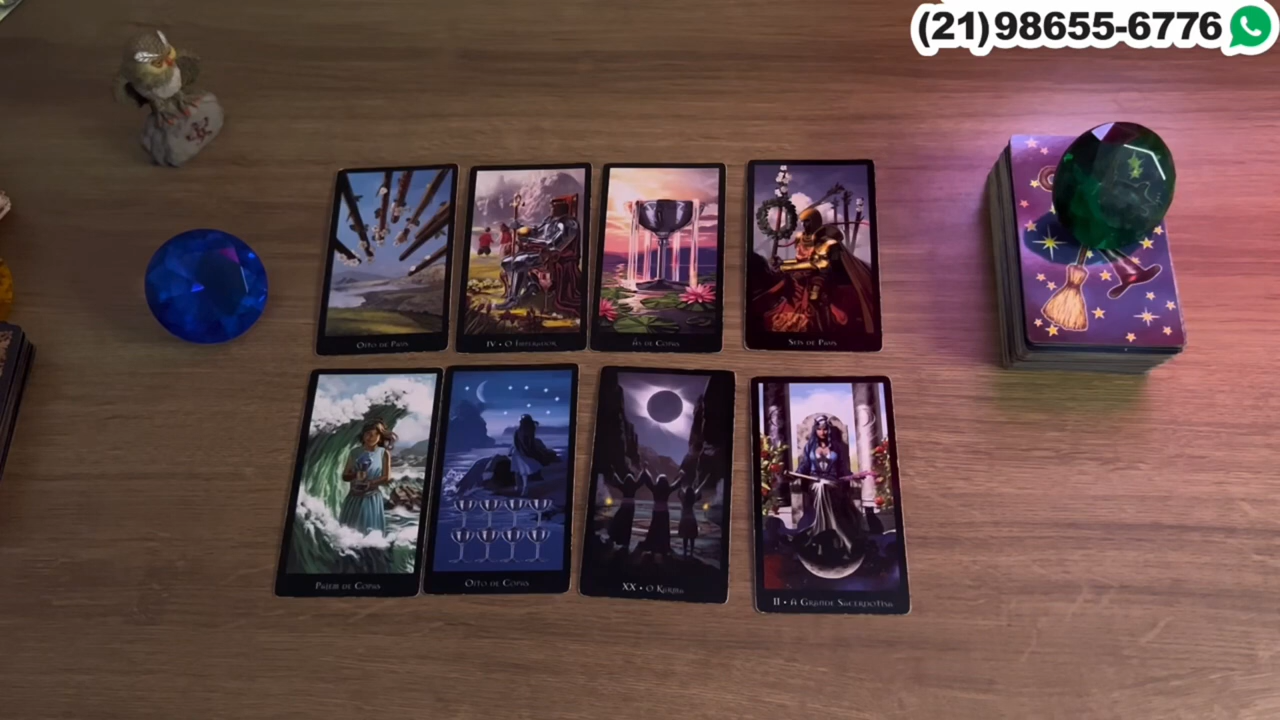 (21)98655-6776
OITO DE PAUS
IV • O IMPERADOR
ÁS DE COPAS
SEIS DE PAUS
PAJEM DE COPAS
OITO DE COPAS
XX • O KARMA
II • A GRANDE SACERDOTISA